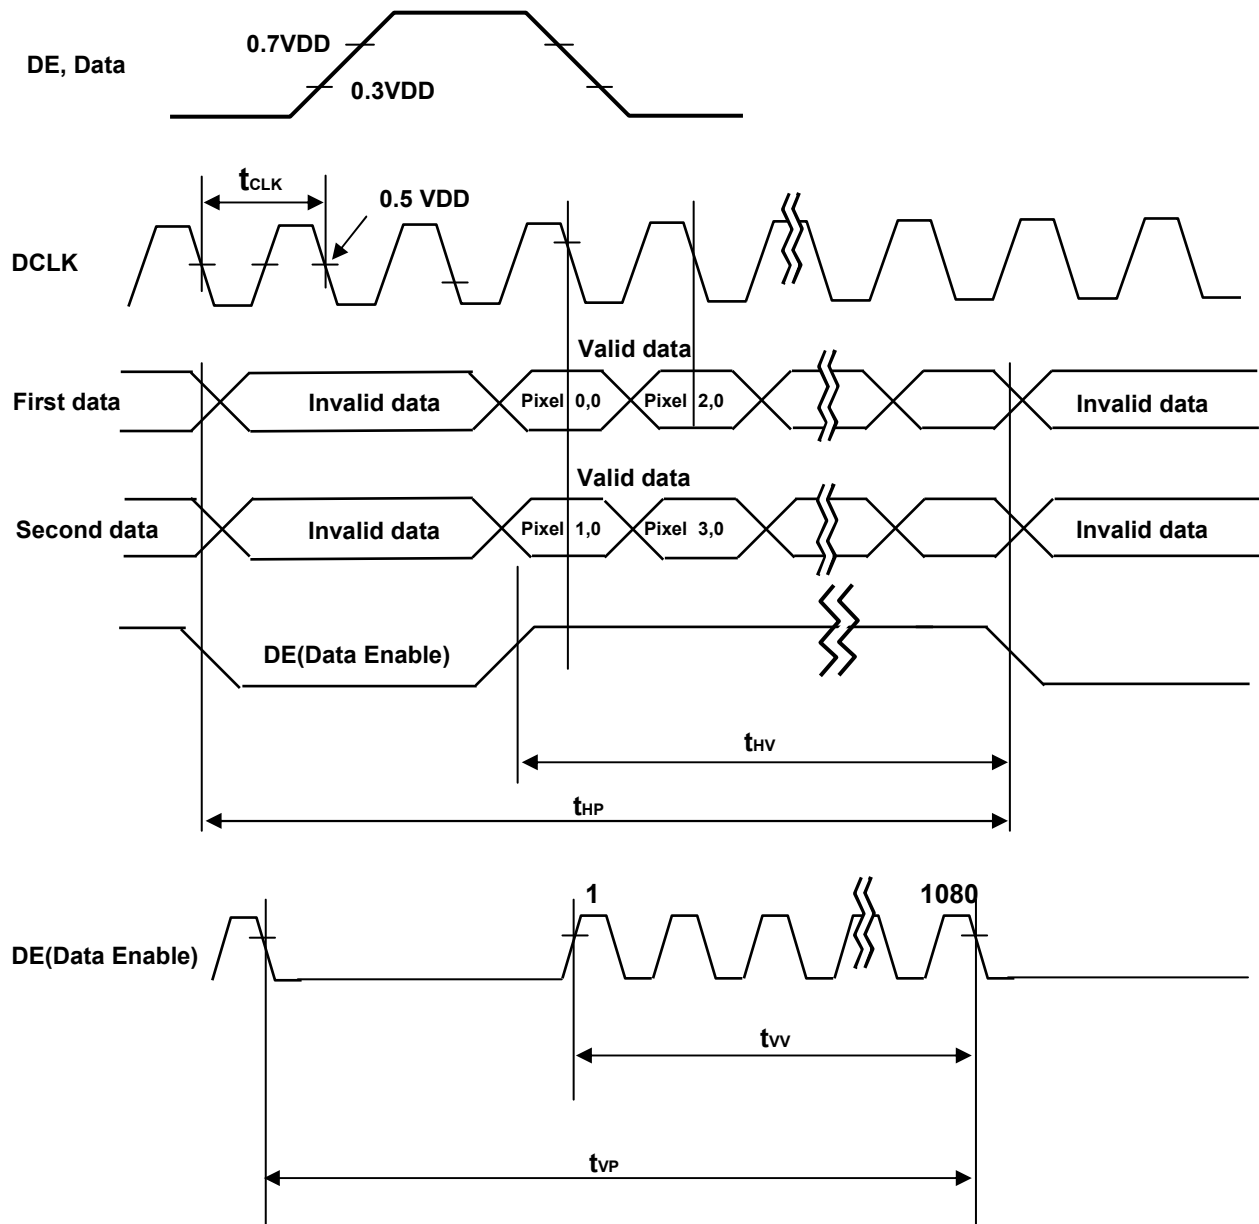 0.7VDD
DE, Data
0.3VDD
tCLK
0.5 VDD
DCLK
Valid data
First data
Invalid data
Pixel 0,0
Pixel 2,0
Invalid data
Valid data
Second data
Invalid data
Pixel 1,0
Pixel 3,0
Invalid data
DE(Data Enable)
tHV
tHP
1
1080
DE(Data Enable)
tVV
tVP